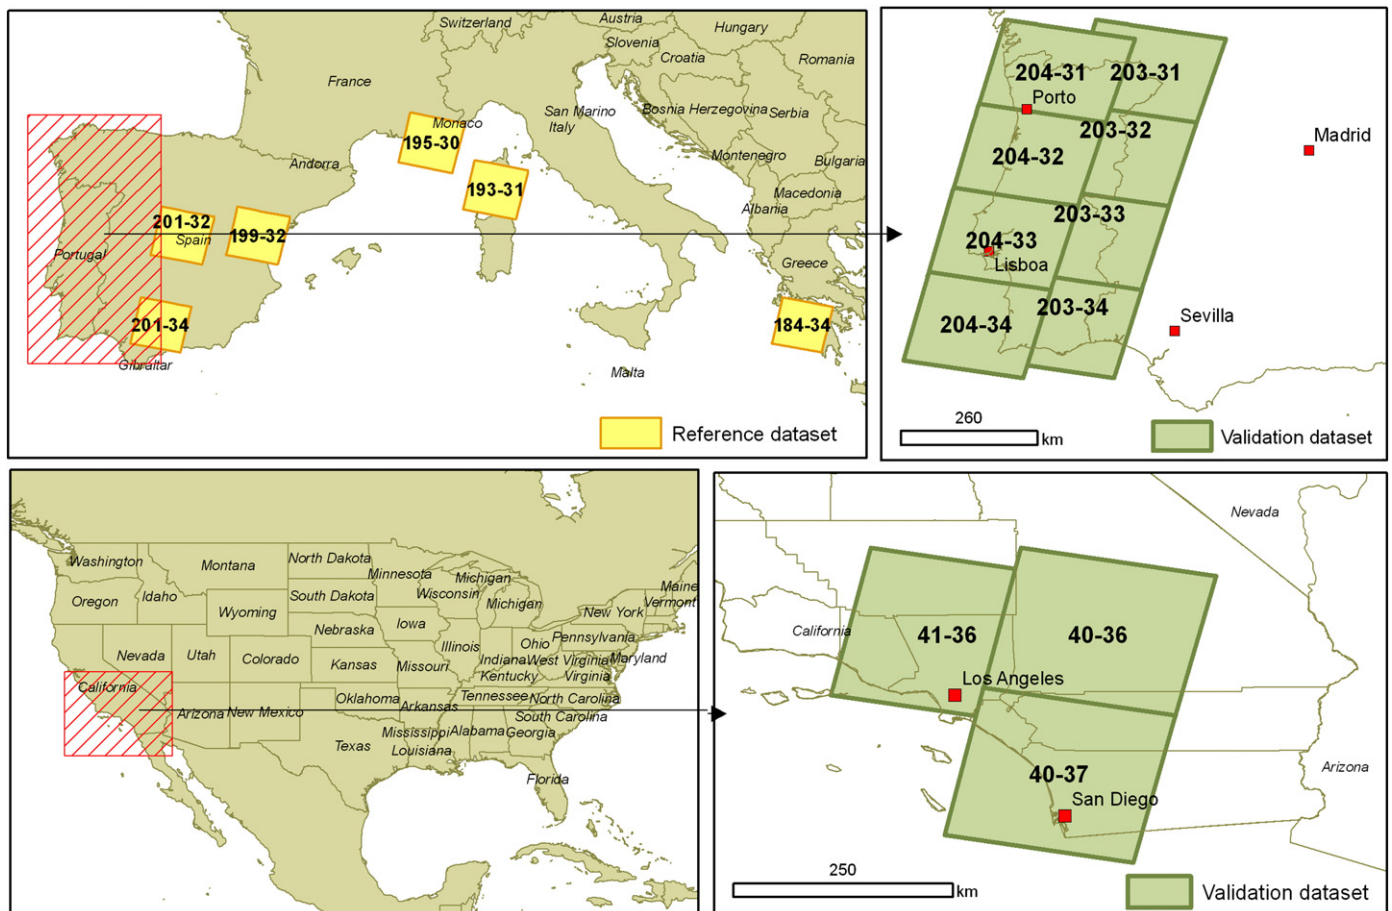 Switzerland
Austria
Hungary
Slovenia
Croatia
Romania
France
San Marino
Italy
Bosnia Herzegovina
Serbia
Monaco
195-30
Montenegro
Bulgaria
Andorra
193-31
Macedonia
Albania
201-32
Spain
199-32
Portugal
Greece
201-34
184-34
Gibraltar
Malta
Reference dataset
204-31
203-31
Porto
203-32
Madrid
204-32
203-33
204-33
Lisboa
203-34
Sevilla
204-34
260
km
Validation dataset
Washington
Montana
North Dakota
Minnesota
Michigan
Maine
Oregon
Idaho
South Dakota
Wisconsin
Michigan
Vermont
Wyoming
New York
Nebraska
Iowa
Illinois
Ohio
Pennsylvania
Nevada
Utah
Colorado
Kansas
Missouri
Indiana
West Virginia
Maryland
Kentucky
Virginia
California
Oklahoma
Arkansas
Tennessee
North Carolina
Arizona
New Mexico
South Carolina
Mississippi
Alabama
Georgia
Texas
Louisiana
Florida
Nevada
California
41-36
40-36
Los Angeles
40-37
San Diego
Arizona
250
km
Validation dataset